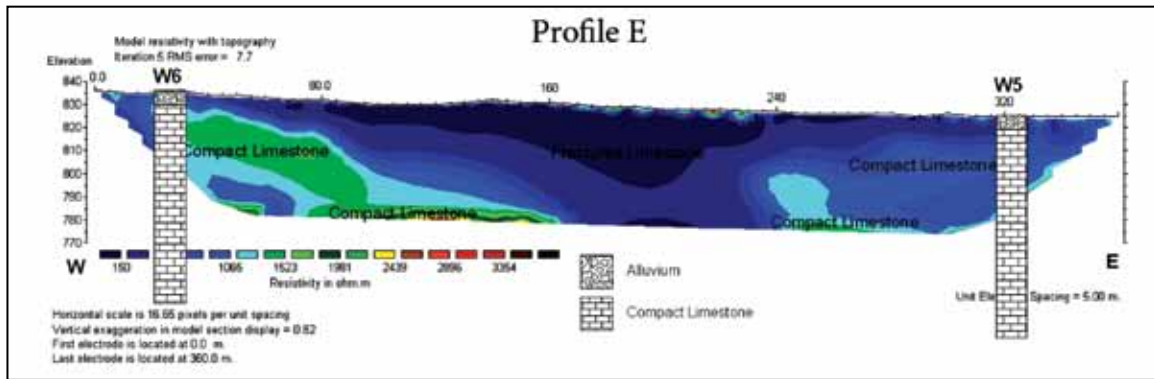 Profile E
Model resistivity with topography
Iteration 5 RMS error = 7.7
Elevation
0.0
W6
80.0
160
240
W5
320
840
830
820
810
800
790
780
770
Compact Limestone
Fractured Limestone
Compact Limestone
Compact Limestone
Compact Limestone
W
E
150 1065 1523 1981 2439 2896 3354
Resistivity in ohm.m
Alluvium
Compact Limestone
Unit Ele Spacing = 5.00 m.
Horizontal scale is 16.65 pixels per unit spacing
Vertical exaggeration in model section display = 0.82
First electrode is located at 0.0 m.
Last electrode is located at 360.0 m.